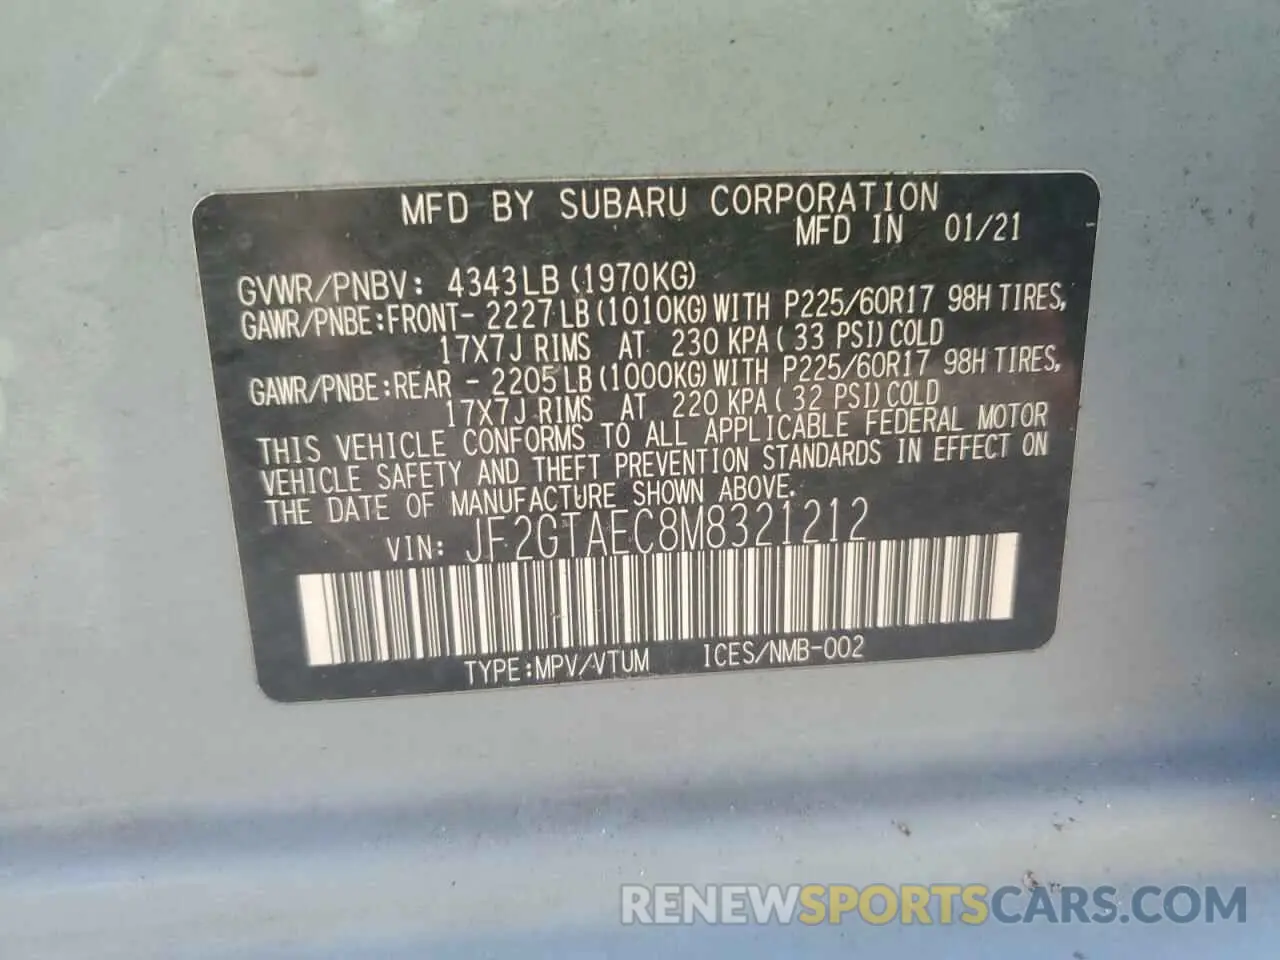 MFD BY SUBARU CORPORATION
MFD IN 01/21
GVWR/PNBV: 4343LB (1970KG)
GAWR/PNBE:FRONT- 2227LB(1010KG)WITH P225/60R17 98H TIRES,
17X7J RIMS AT 230 KPA( 33 PSI)COLD
GAWR/PNBE:REAR - 2205LB(1000KG)WITH P225/60R17 98H TIRES,
17X7J RIMS AT 220 KPA( 32 PSI)COLD
THIS VEHICLE CONFORMS TO ALL APPLICABLE FEDERAL MOTOR
VEHICLE SAFETY AND THEFT PREVENTION STANDARDS IN EFFECT ON
THE DATE OF MANUFACTURE SHOWN ABOVE.
VIN: JF2GTAEC8M8321212
TYPE:MPV/VTUM ICES/NMB-002
RENEWSPORTSCARS.COM